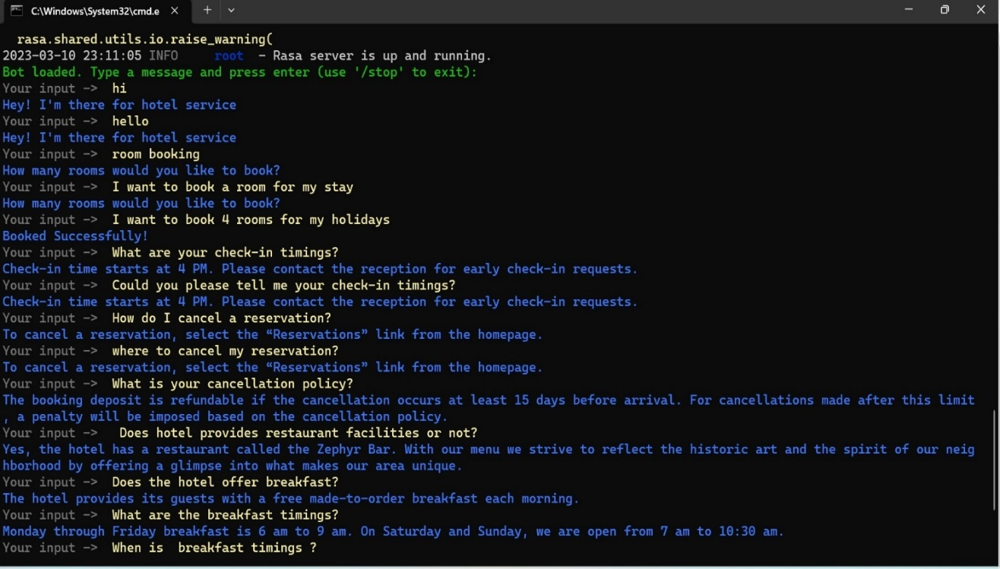 C:\Windows\System32\cmd.e
rasa.shared.utils.io.raise_warning(
2023-03-10 23:11:05 INFO     root  - Rasa server is up and running.
Bot loaded. Type a message and press enter (use '/stop' to exit):
Your input ->  hi
Hey! I'm there for hotel service
Your input ->  hello
Hey! I'm there for hotel service
Your input ->  room booking
How many rooms would you like to book?
Your input ->  I want to book a room for my stay
How many rooms would you like to book?
Your input ->  I want to book 4 rooms for my holidays
Booked Successfully!
Your input ->  What are your check-in timings?
Check-in time starts at 4 PM. Please contact the reception for early check-in requests.
Your input ->  Could you please tell me your check-in timings?
Check-in time starts at 4 PM. Please contact the reception for early check-in requests.
Your input ->  How do I cancel a reservation?
To cancel a reservation, select the “Reservations” link from the homepage.
Your input ->  where to cancel my reservation?
To cancel a reservation, select the “Reservations” link from the homepage.
Your input ->  What is your cancellation policy?
The booking deposit is refundable if the cancellation occurs at least 15 days before arrival. For cancellations made after this limit
, a penalty will be imposed based on the cancellation policy.
Your input ->   Does hotel provides restaurant facilities or not?
Yes, the hotel has a restaurant called the Zephyr Bar. With our menu we strive to reflect the historic art and the spirit of our neig
hborhood by offering a glimpse into what makes our area unique.
Your input ->  Does the hotel offer breakfast?
The hotel provides its guests with a free made-to-order breakfast each morning.
Your input ->  What are the breakfast timings?
Monday through Friday breakfast is 6 am to 9 am. On Saturday and Sunday, we are open from 7 am to 10:30 am.
Your input ->  When is  breakfast timings ?